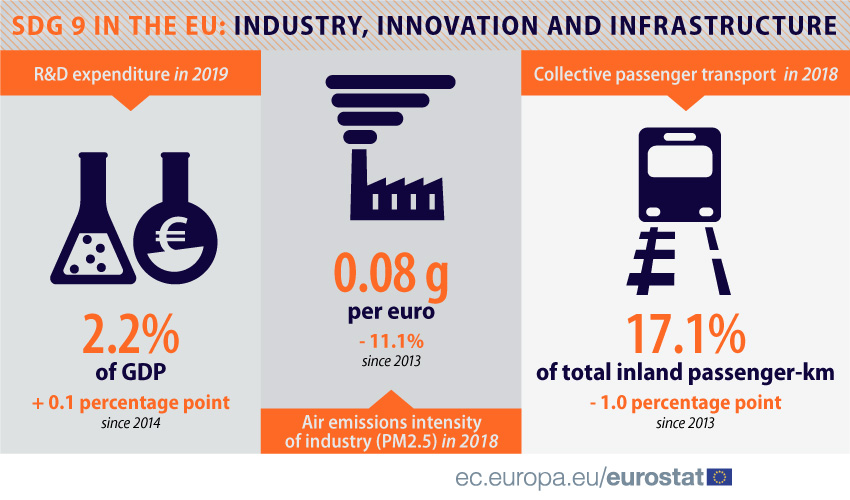 SDG 9 IN THE EU: INDUSTRY, INNOVATION AND INFRASTRUCTURE
R&D expenditure in 2019
€
2.2%
of GDP
+ 0.1 percentage point
since 2014
0.08 g
per euro
- 11.1%
since 2013
Air emissions intensity
of industry (PM2.5) in 2018
Collective passenger transport in 2018
17.1%
of total inland passenger-km
- 1.0 percentage point
since 2013
ec.europa.eu/eurostat